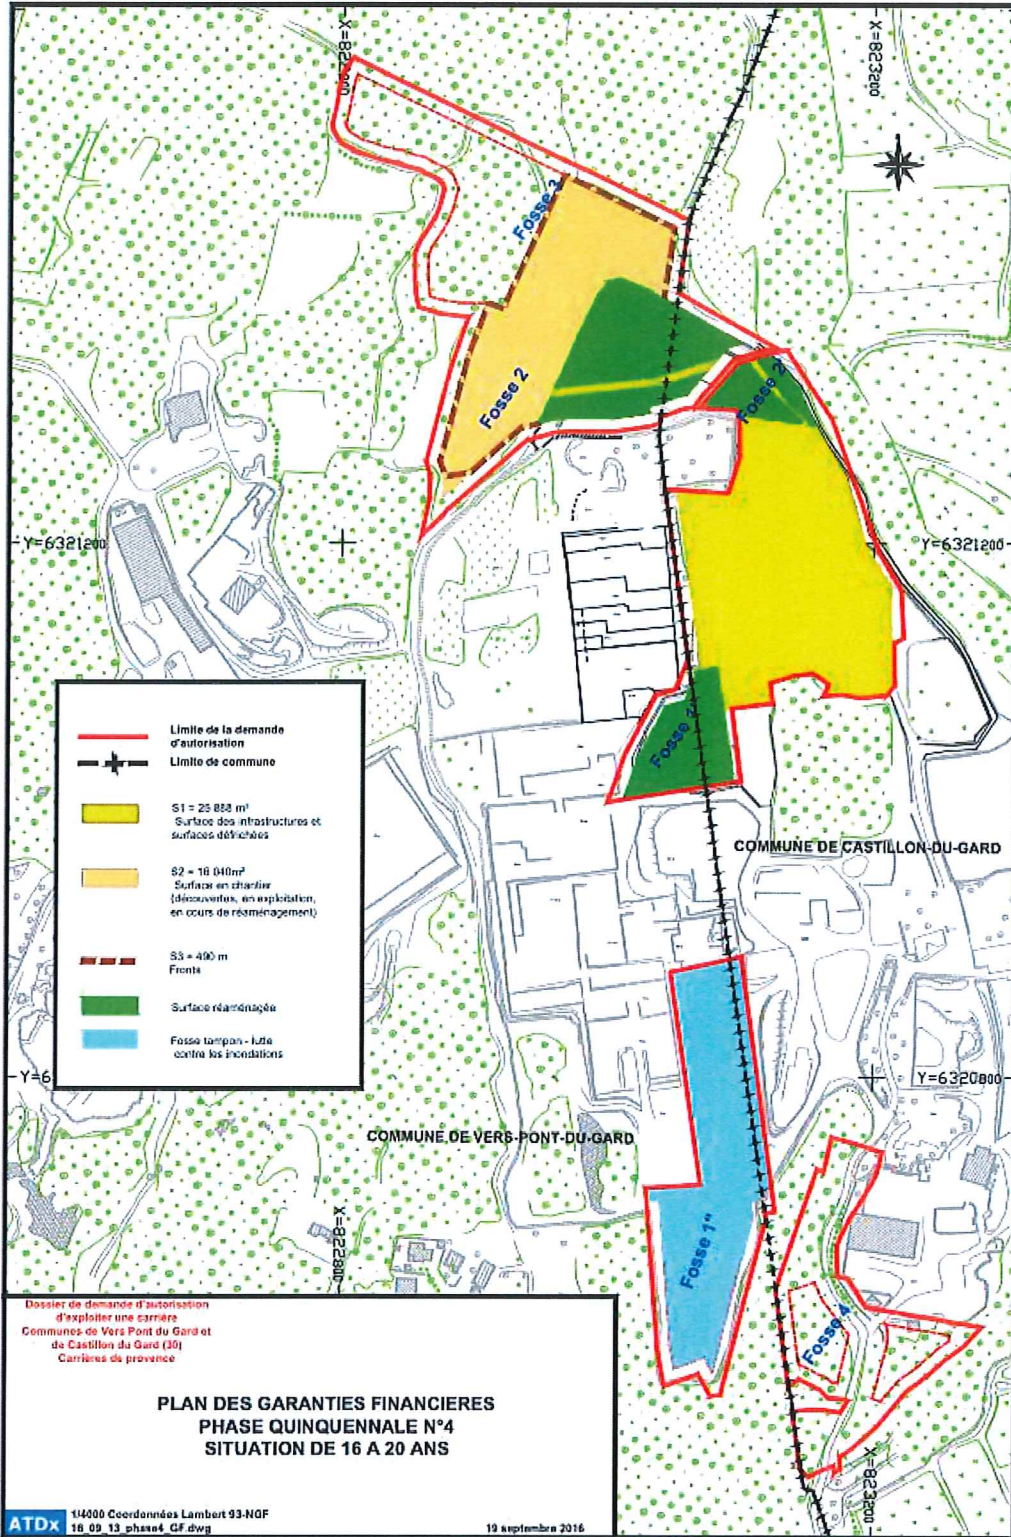 X=822800
X=823200
Fosse 3
Fosse 2
Fosse 2'
Y=6321200
Y=6321200
Limite de la demande
d'autorisation
Limite de commune
S1 = 25 888 m²
Surface des infrastructures et
surfaces défrichées
S2 = 16 040m²
Surface en chantier
(découvertes, en exploitation,
en cours de réaménagement)
S3 = 490 m
Fronts
Surface réaménagée
Fosse tampon - lutte
contre les inondations
Fosse
COMMUNE DE CASTILLON-DU-GARD
Y=6
Y=6320800
COMMUNE DE VERS-PONT-DU-GARD
X=822800
Fosse 1"
Fosse 4
X=823200
Dossier de demande d'autorisation
d'exploiter une carrière
Communes de Vers Pont du Gard et
de Castillon du Gard (30)
Carrières de provence
PLAN DES GARANTIES FINANCIERES
PHASE QUINQUENNALE N°4
SITUATION DE 16 A 20 ANS
ATDx
1/4000 Coordonnées Lambert 93-NGF
16_09_13_phase4_GF.dwg
19 septembre 2016